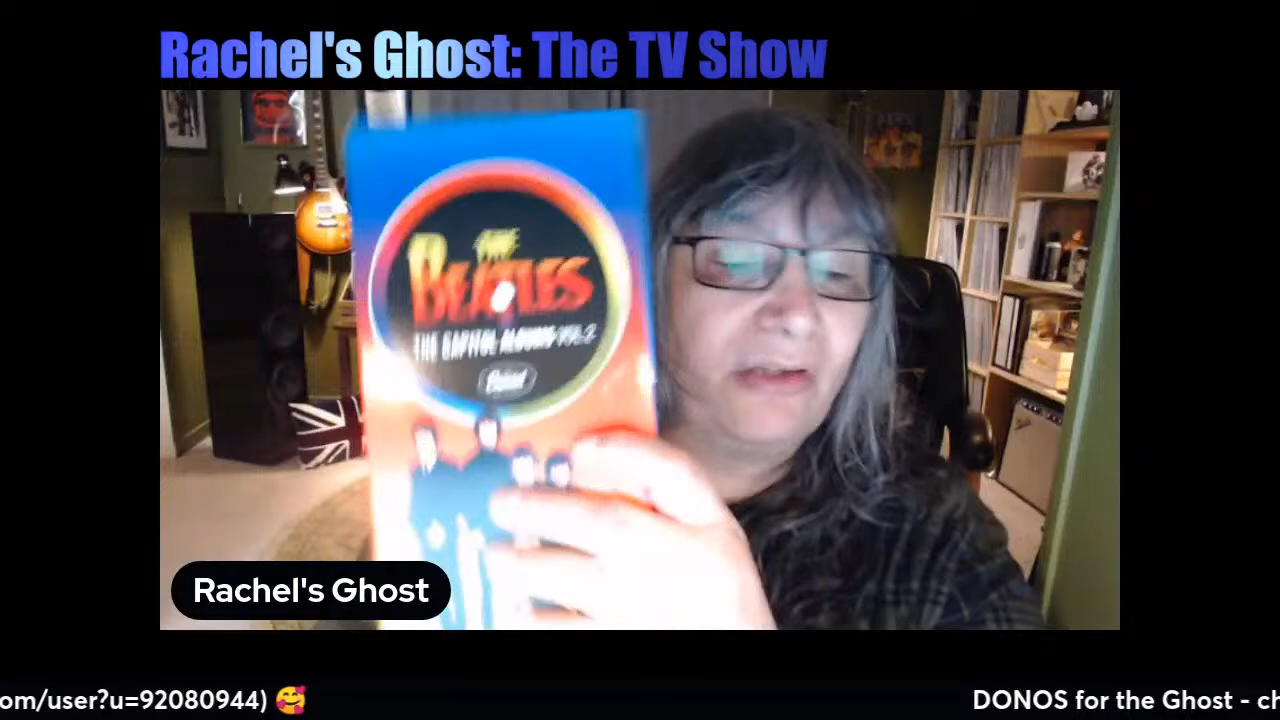 Rachel's Ghost: The TV Show
THE
BEATLES
THE CAPITOL ALBUMS VOL.2
Capitol
Rachel's Ghost
om/user?u=92080944) 🥰
DONOS for the Ghost - ch